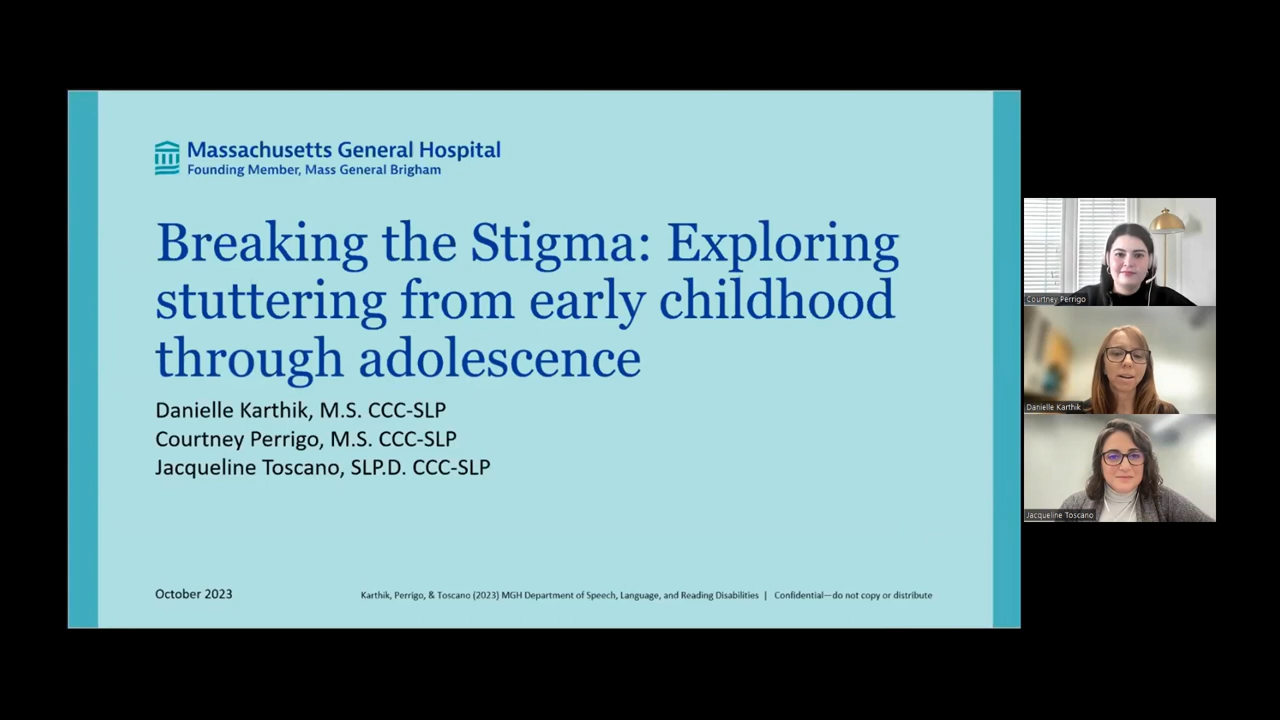 Massachusetts General Hospital
Founding Member, Mass General Brigham
Breaking the Stigma: Exploring
stuttering from early childhood
through adolescence
Danielle Karthik, M.S. CCC-SLP
Courtney Perrigo, M.S. CCC-SLP
Jacqueline Toscano, SLP.D. CCC-SLP
October 2023
Karthik, Perrigo, & Toscano (2023) MGH Department of Speech, Language, and Reading Disabilities | Confidential—do not copy or distribute
Courtney Perrigo
Danielle Karthik
Jacqueline Toscano